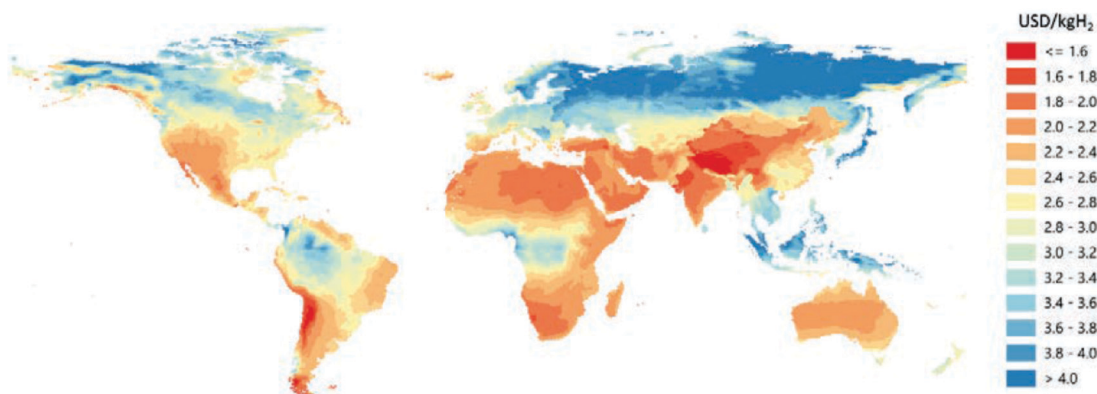 USD/kgH₂
<= 1.6
1.6 - 1.8
1.8 - 2.0
2.0 - 2.2
2.2 - 2.4
2.4 - 2.6
2.6 - 2.8
2.8 - 3.0
3.0 - 3.2
3.2 - 3.4
3.4 - 3.6
3.6 - 3.8
3.8 - 4.0
> 4.0